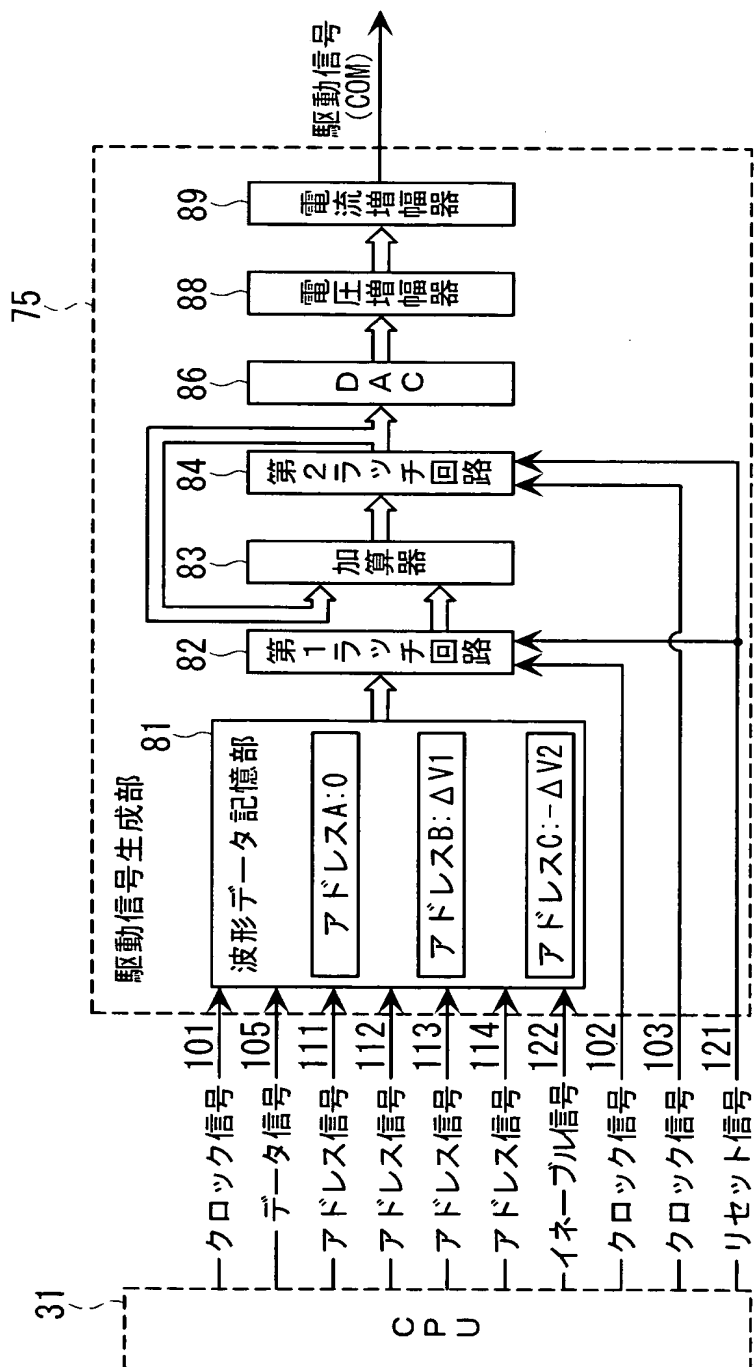 31
CPU
クロック信号 101
データ信号 105
アドレス信号 111
アドレス信号 112
アドレス信号 113
アドレス信号 114
イネーブル信号 122
クロック信号 102
クロック信号 103
リセット信号 121
75
駆動信号生成部
81
波形データ記憶部
アドレスA:0
アドレスB:ΔV1
アドレスC:-ΔV2
82
第1ラッチ回路
83
加算器
84
第2ラッチ回路
86
DAC
88
電圧増幅器
89
電流増幅器
駆動信号
(COM)